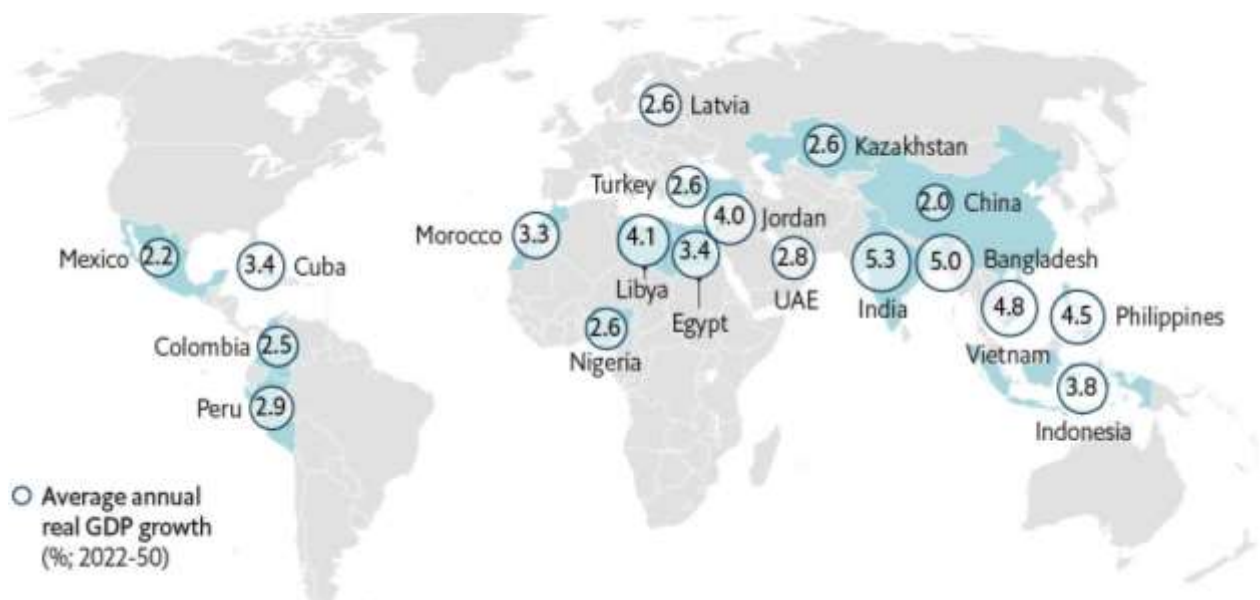 2.6 Latvia
2.6 Kazakhstan
Turkey 2.6
2.0 China
4.0 Jordan
Morocco 3.3
4.1
Libya
3.4
Egypt
2.8
UAE
5.3
India
5.0 Bangladesh
Mexico 2.2
3.4 Cuba
4.8
Vietnam
4.5 Philippines
2.6
Nigeria
Colombia 2.5
3.8
Indonesia
Peru 2.9
Average annual
real GDP growth
(%; 2022-50)